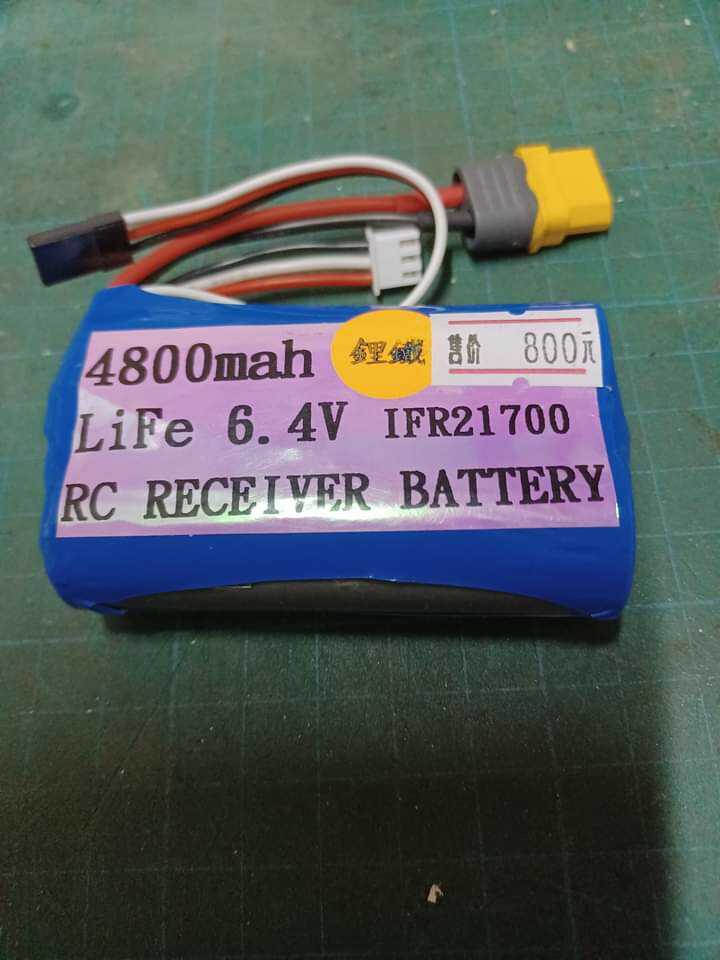 4800mah 鋰鐵 售价 800元
LiFe 6.4V IFR21700
RC RECEIVER BATTERY